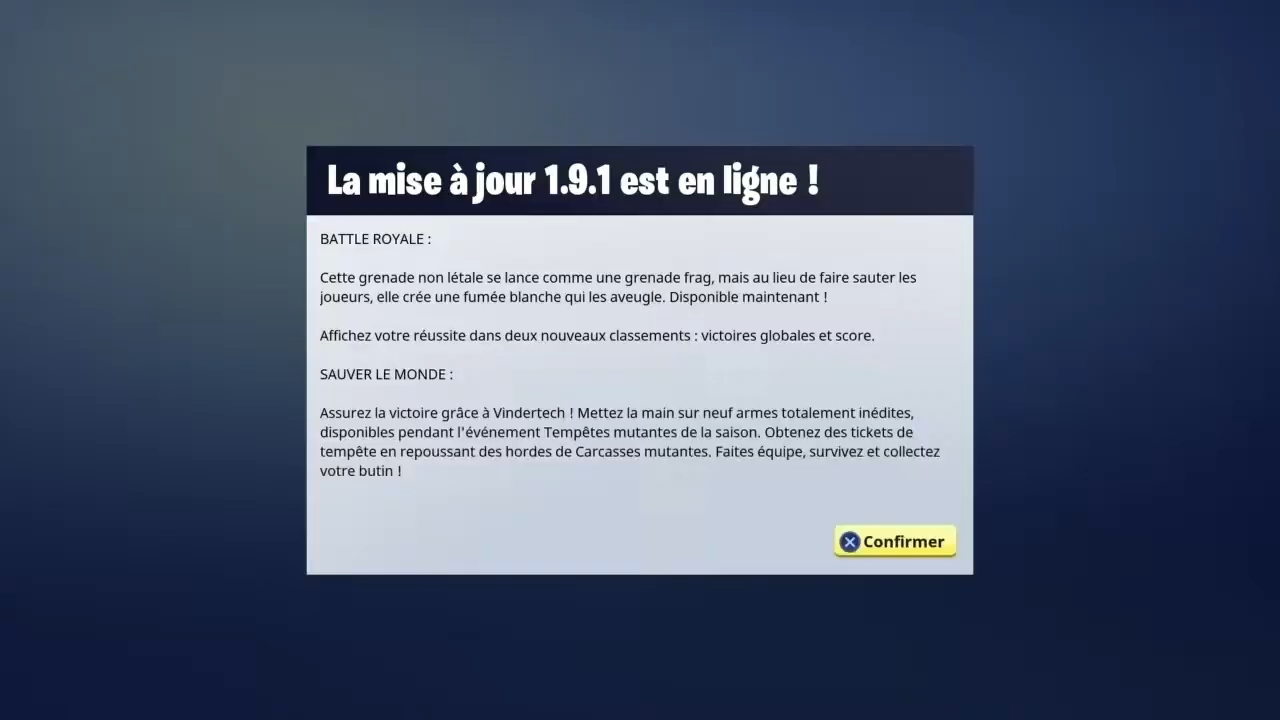 La mise à jour 1.9.1 est en ligne !
BATTLE ROYALE :
Cette grenade non létale se lance comme une grenade frag, mais au lieu de faire sauter les
joueurs, elle crée une fumée blanche qui les aveugle. Disponible maintenant !
Affichez votre réussite dans deux nouveaux classements : victoires globales et score.
SAUVER LE MONDE :
Assurez la victoire grâce à Vindertech ! Mettez la main sur neuf armes totalement inédites,
disponibles pendant l'événement Tempêtes mutantes de la saison. Obtenez des tickets de
tempête en repoussant des hordes de Carcasses mutantes. Faites équipe, survivez et collectez
votre butin !
Confirmer